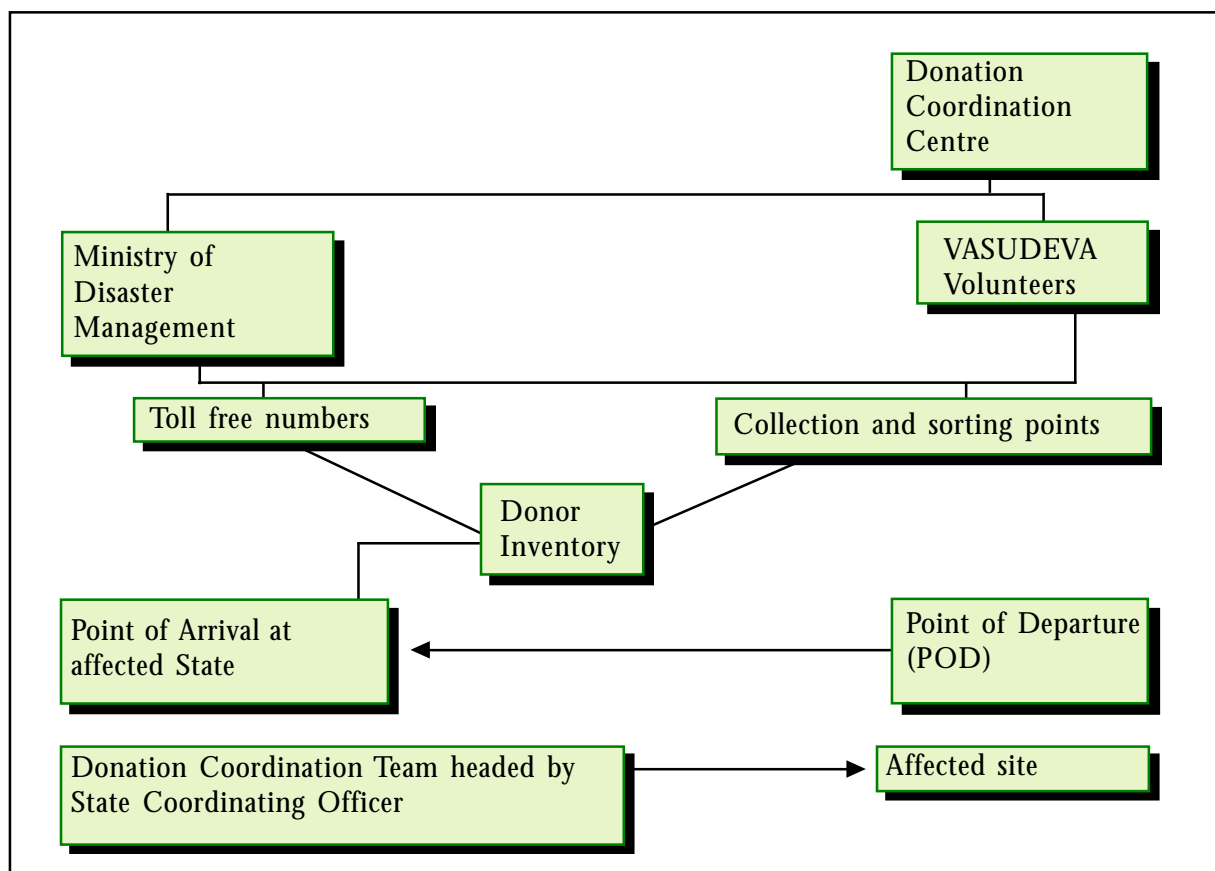 Donation
Coordination
Centre
Ministry of
Disaster
Management
VASUDEVA
Volunteers
Toll free numbers
Collection and sorting points
Donor
Inventory
Point of Arrival at
affected State
Point of Departure
(POD)
Donation Coordination Team headed by
State Coordinating Officer
Affected site